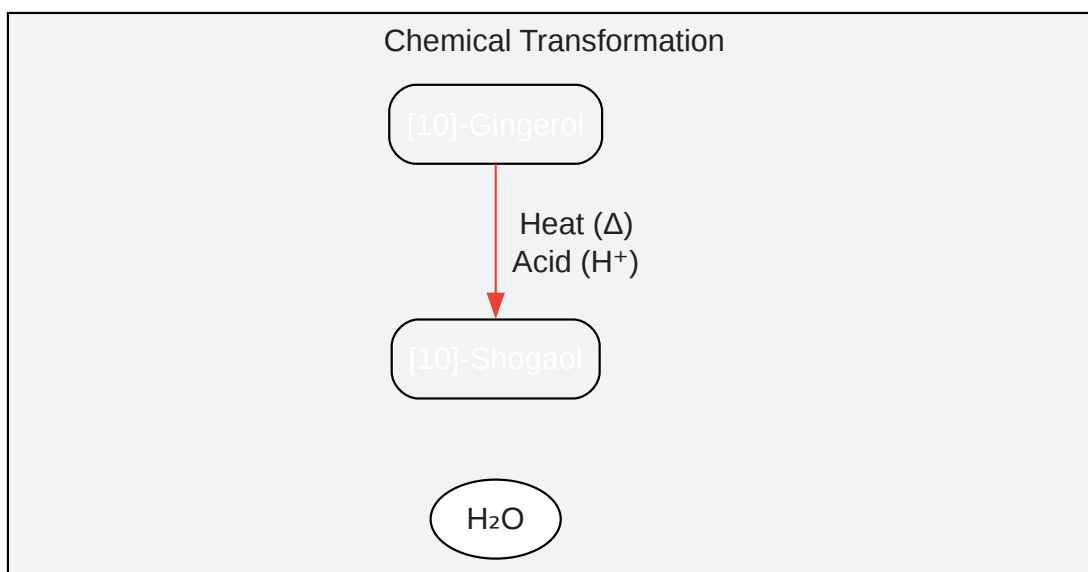 Chemical Transformation
[10]-Gingerol
Heat (Δ)
Acid (H⁺)
[10]-Shogaol
H₂O